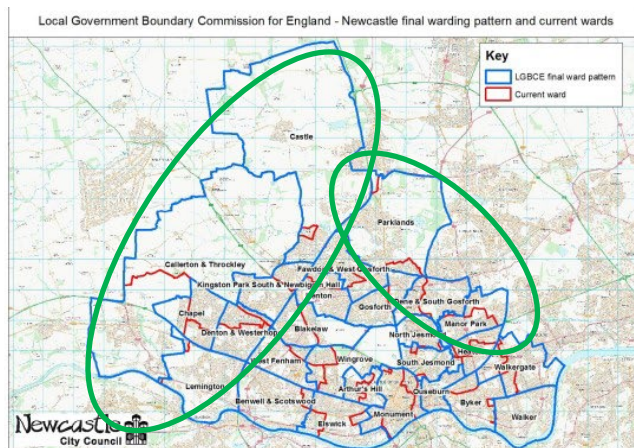 Local Government Boundary Commission for England - Newcastle final warding pattern and current wards
Key
LGBCE final ward pattern
Current ward
Castle
Parklands
Callerton & Throckley
Fawdon & West Gosforth
Kingston Park South & Newbiggin Hall
Kenton
Gosforth
Dene & South Gosforth
Chapel
Manor Park
Denton & Westerhope
Blakelaw
North Jesmond
West Fenham
Wingrove
South Jesmond
Walkergate
Lemington
Arthur's Hill
Ouseburn
Benwell & Scotswood
Monument
Byker
Walker
Elswick
Newcastle
City Council